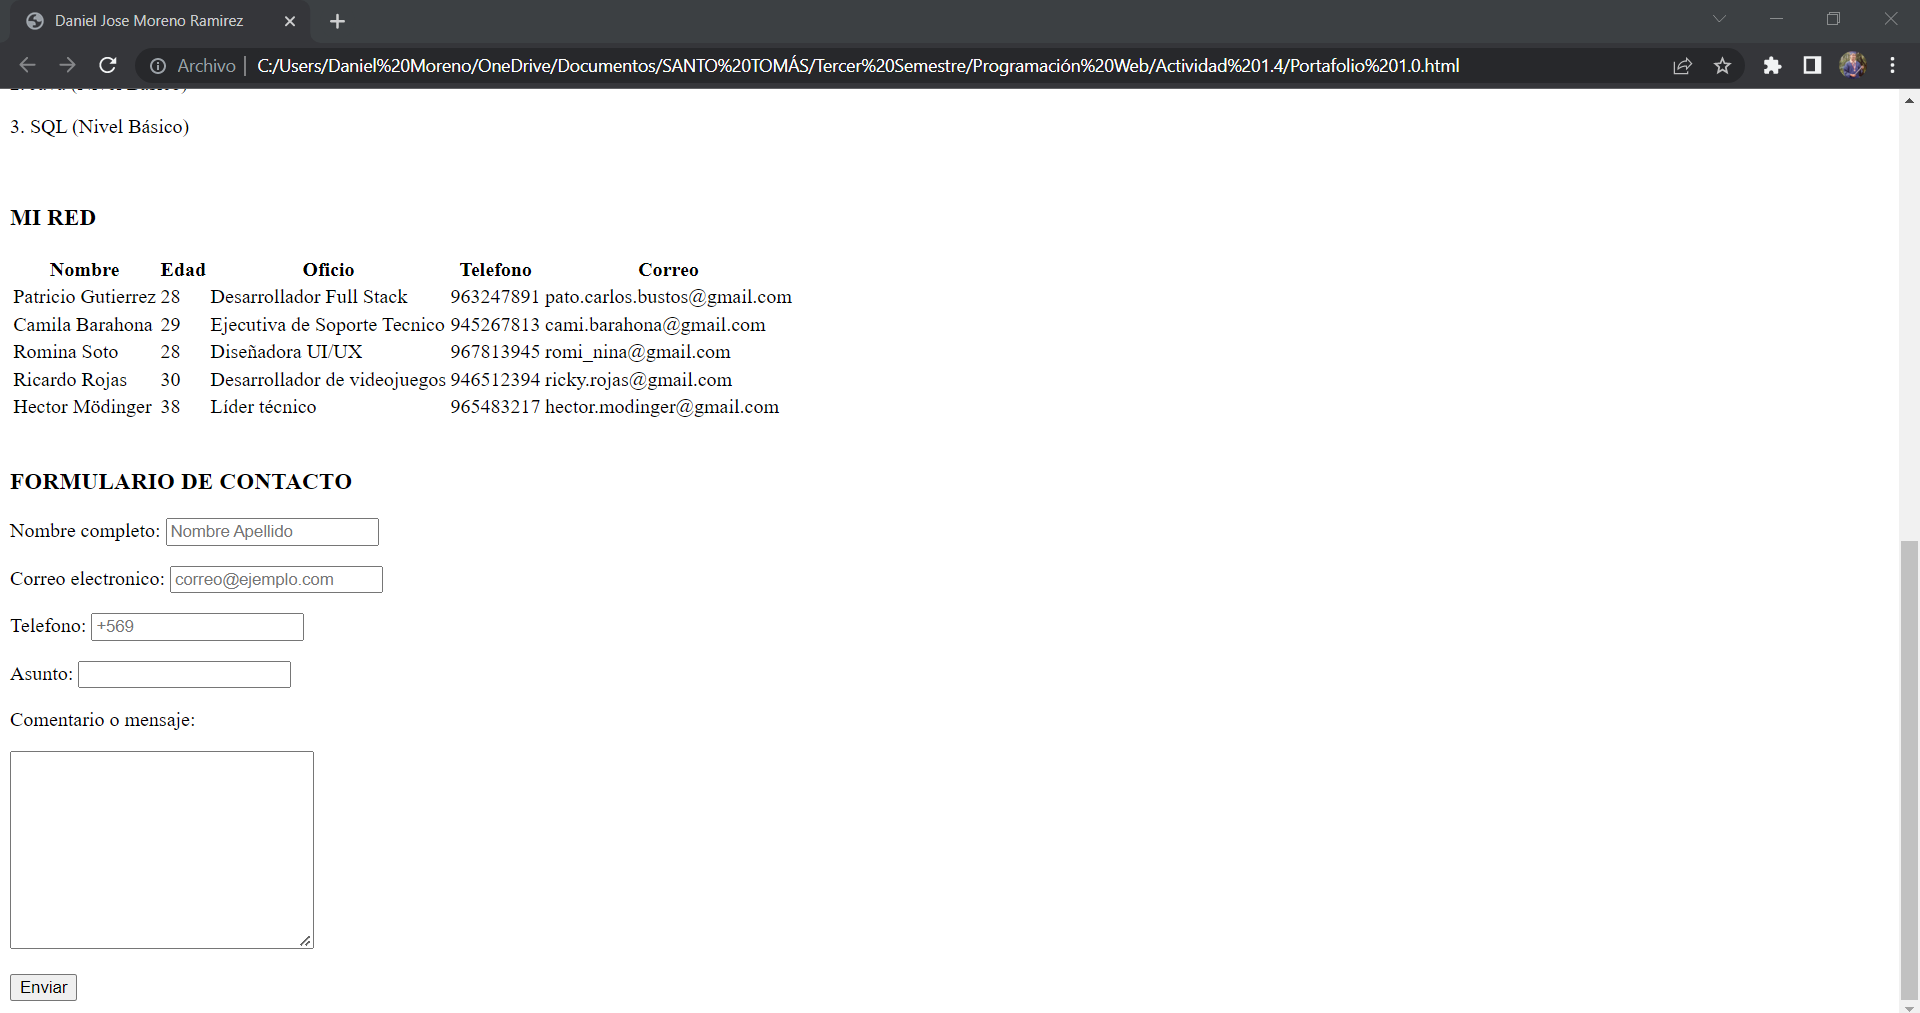 Daniel Jose Moreno Ramirez
Archivo | C:/Users/Daniel%20Moreno/OneDrive/Documentos/SANTO%20TOMÁS/Tercer%20Semestre/Programación%20Web/Actividad%201.4/Portafolio%201.0.html
3. SQL (Nivel Básico)
MI RED
Nombre Edad Oficio Telefono Correo
Patricio Gutierrez 28 Desarrollador Full Stack 963247891 pato.carlos.bustos@gmail.com
Camila Barahona 29 Ejecutiva de Soporte Tecnico 945267813 cami.barahona@gmail.com
Romina Soto 28 Diseñadora UI/UX 967813945 romi_nina@gmail.com
Ricardo Rojas 30 Desarrollador de videojuegos 946512394 ricky.rojas@gmail.com
Hector Mödinger 38 Líder técnico 965483217 hector.modinger@gmail.com
FORMULARIO DE CONTACTO
Nombre completo: Nombre Apellido
Correo electronico: correo@ejemplo.com
Telefono: +569
Asunto:
Comentario o mensaje:
Enviar